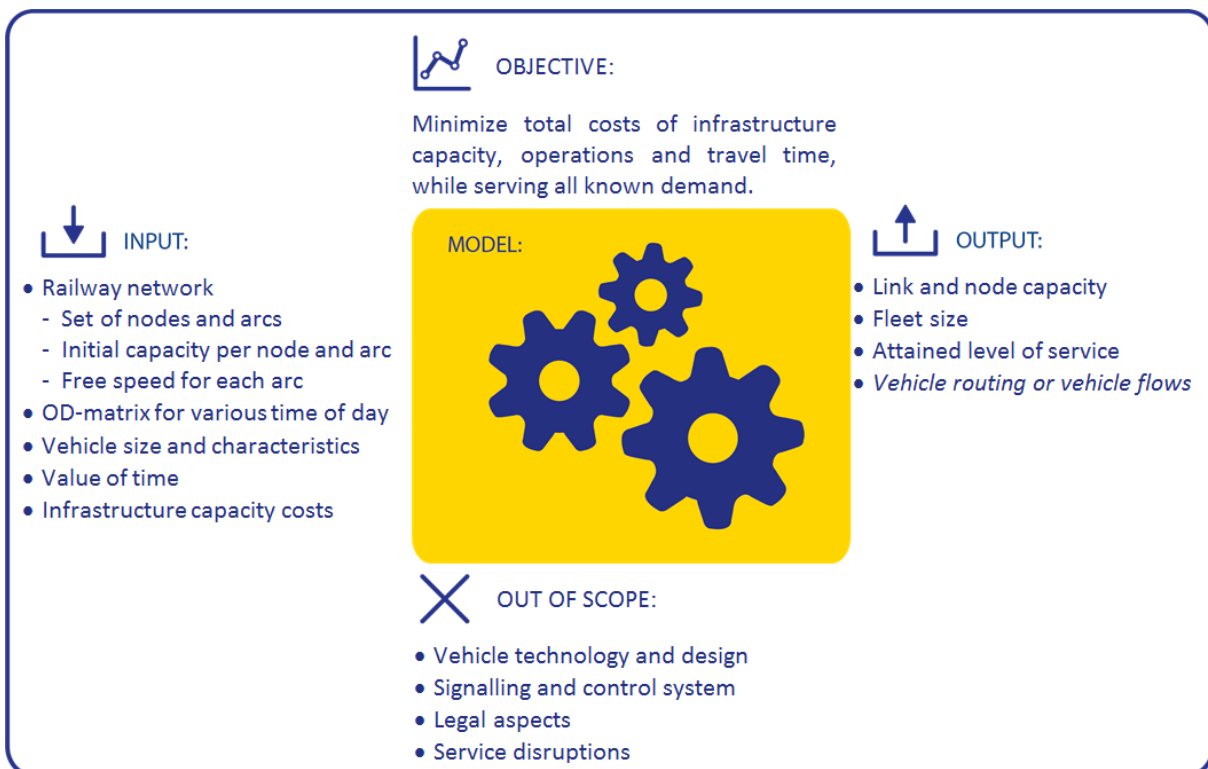 OBJECTIVE:
Minimize total costs of infrastructure
capacity, operations and travel time,
while serving all known demand.
INPUT:
• Railway network
- Set of nodes and arcs
- Initial capacity per node and arc
- Free speed for each arc
• OD-matrix for various time of day
• Vehicle size and characteristics
• Value of time
• Infrastructure capacity costs
MODEL:
OUTPUT:
• Link and node capacity
• Fleet size
• Attained level of service
• Vehicle routing or vehicle flows
OUT OF SCOPE:
• Vehicle technology and design
• Signalling and control system
• Legal aspects
• Service disruptions